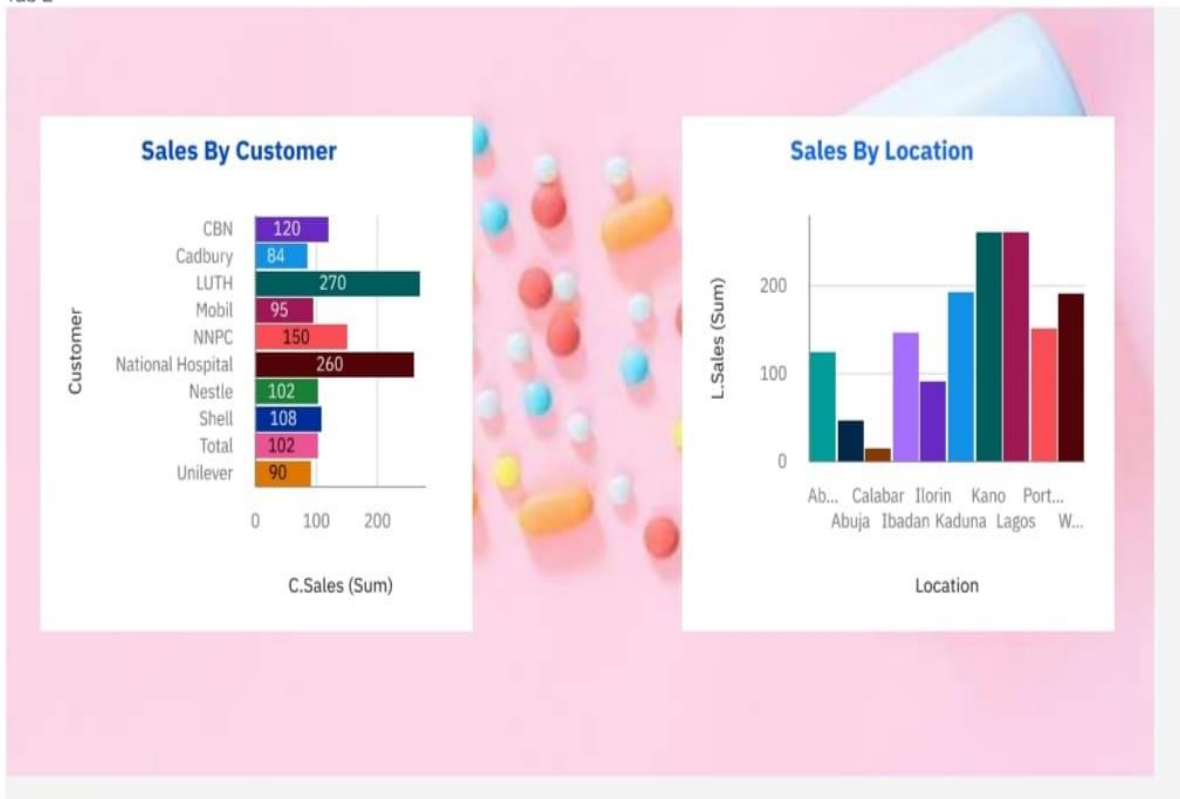 Sales By Customer
Customer
CBN 120
Cadbury 84
LUTH 270
Mobil 95
NNPC 150
National Hospital 260
Nestle 102
Shell 108
Total 102
Unilever 90
0 100 200
C.Sales (Sum)
Sales By Location
L.Sales (Sum)
200
100
0
Ab... Calabar Ilorin Kano Port...
Abuja Ibadan Kaduna Lagos W...
Location